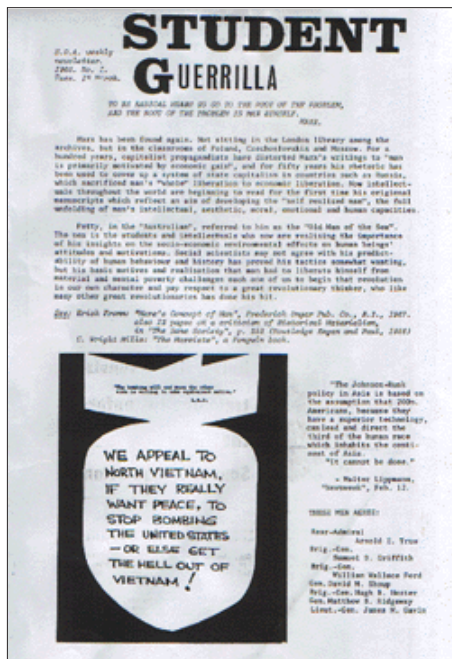 STUDENT
GUERRILLA
S.D.A. weekly
newsletter.
1968. No. 2.
TO BE RADICAL MEANS TO GO TO THE ROOT OF THE PROBLEM,
AND THE ROOT OF THE PROBLEM IS MAN HIMSELF.
MARX.
Marx has been found again. Not sitting in the London library among the
Archives, but in the classrooms of Poland, Czechoslovakia and Moscow. For a
hundred years, capitalist propagandists have distorted Marx's writings to "man
is primarily motivated by economic gain", and for fifty years his rhetoric has
been used to cover up a system of state capitalism in countries such as Russia,
which sacrificed man's "whole" liberation to economic liberation. Now intellect-
uals throughout the world are beginning to read for the first time his original
manuscripts which reflect an aim of developing the "self realised man", the full
unfolding of man's intellectual, aesthetic, moral, emotional and human capacities.
in the "Australian", referred to him as the "Old Man of the Sea".
The sea is the students and intellectuals who now are realising the importance
of his insights on the socio-economic environmental effects on human beings'
attitudes and motivations. Social scientists may not agree with his predict-
ability of human behaviour and history has proved his tactics somewhat wanting,
but his basic motives and realisation that man had to liberate himself from
material and mental poverty challenges each one of us to begin that revolution
in our own character and pay respect to a great revolutionary thinker, who like
many other great revolutionaries has done his bit.
See: Erich Fromm: "Marx's Concept of Man", Frederick Ungar Pub. Co., N.Y., 1967.
also 22 pages of a criticism of Historical Materialism,
in "The Sane Society", (Routledge Kegan and Paul,
C. Wright Mills: "The Marxists", a Penguin book.
WE APPEAL TO
NORTH VIETNAM,
IF THEY REALLY
WANT PEACE, TO
STOP BOMBING
THE UNITED STATES
— OR ELSE GET
THE HELL OUT OF
VIETNAM!
"The Johnson-Rusk
policy in Asia is based on
the assumption that 200m.
Americans, because they
have a superior technology,
can lead and direct the
third of the human race
which inhabits the conti-
nent of Asia.
"It cannot be done."
- Walter Lippmann,
"Newsweek", Feb. 12.
THESE MEN AGREE:
Rear-Admiral
Arnold E. True
Brig.-Gen.
Samuel B. Griffith
Brig.-Gen.
William Wallace Ford
Gen. David M. Shoup
Brig.-Gen. Hugh B. Hester
Gen. Matthew B. Ridgeway
Lieut.-Gen. James M. Gavin